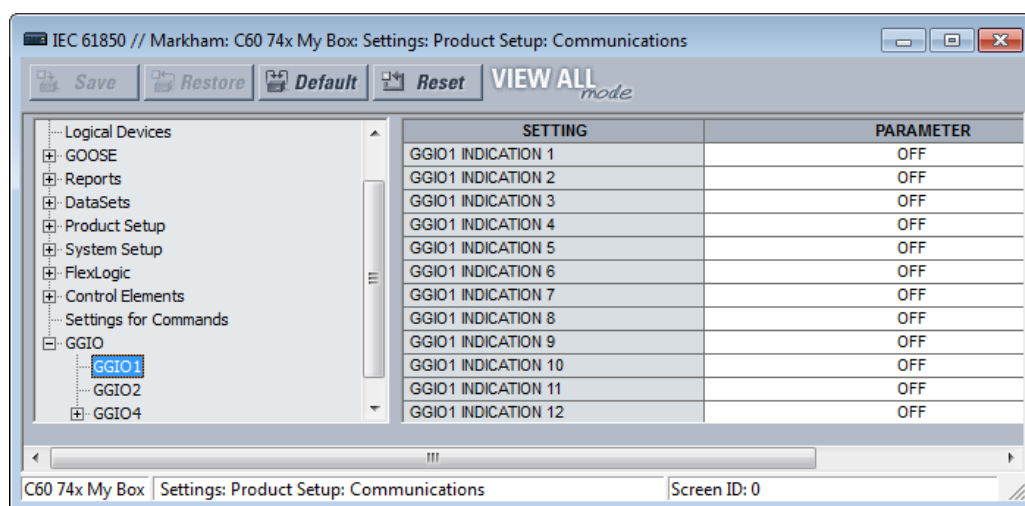 IEC 61850 // Markham: C60 74x My Box: Settings: Product Setup: Communications
Save Restore Default Reset VIEW ALL mode
Logical Devices
GOOSE
Reports
DataSets
Product Setup
System Setup
FlexLogic
Control Elements
Settings for Commands
GGIO
GGIO1
GGIO2
GGIO4
SETTING PARAMETER
GGIO1 INDICATION 1 OFF
GGIO1 INDICATION 2 OFF
GGIO1 INDICATION 3 OFF
GGIO1 INDICATION 4 OFF
GGIO1 INDICATION 5 OFF
GGIO1 INDICATION 6 OFF
GGIO1 INDICATION 7 OFF
GGIO1 INDICATION 8 OFF
GGIO1 INDICATION 9 OFF
GGIO1 INDICATION 10 OFF
GGIO1 INDICATION 11 OFF
GGIO1 INDICATION 12 OFF
C60 74x My Box Settings: Product Setup: Communications Screen ID: 0